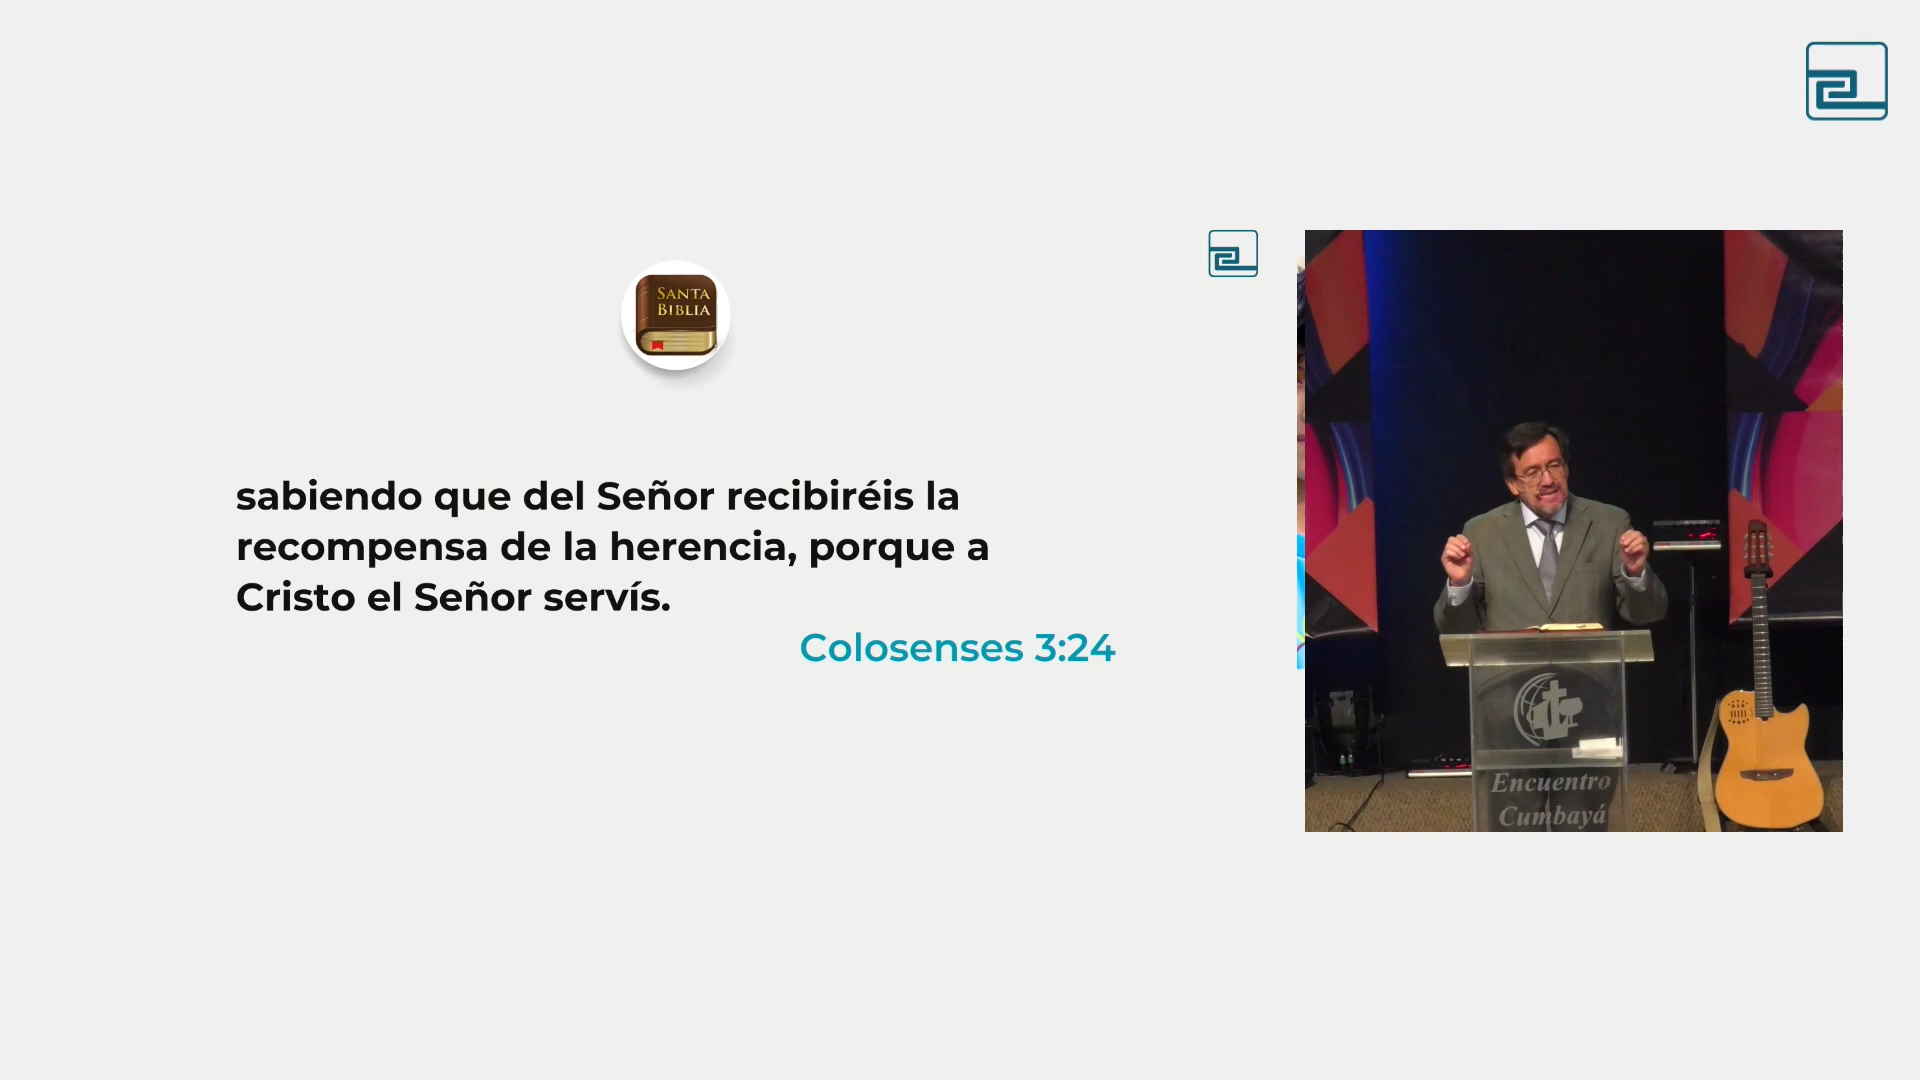 SANTA
BIBLIA
sabiendo que del Señor recibiréis la
recompensa de la herencia, porque a
Cristo el Señor servís.
Colosenses 3:24
Encuentro
Cumbayá